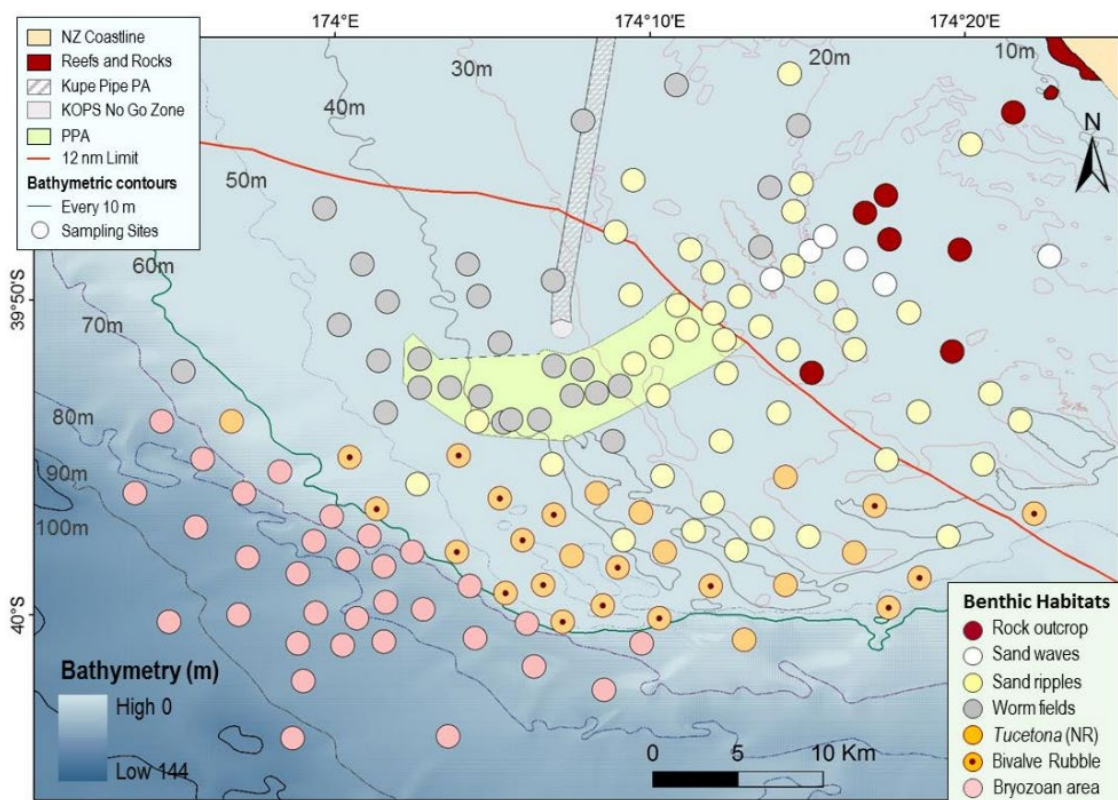 174°E
174°10'E
174°20'E
NZ Coastline
Reefs and Rocks
Kupe Pipe PA
KOPS No Go Zone
PPA
12 nm Limit
Bathymetric contours
Every 10 m
Sampling Sites
10m
20m
30m
40m
50m
60m
70m
80m
90m
100m
N
39°50'S
40°S
Bathymetry (m)
High 0
Low 144
0 5 10 Km
Benthic Habitats
Rock outcrop
Sand waves
Sand ripples
Worm fields
Tucetona (NR)
Bivalve Rubble
Bryozoan area